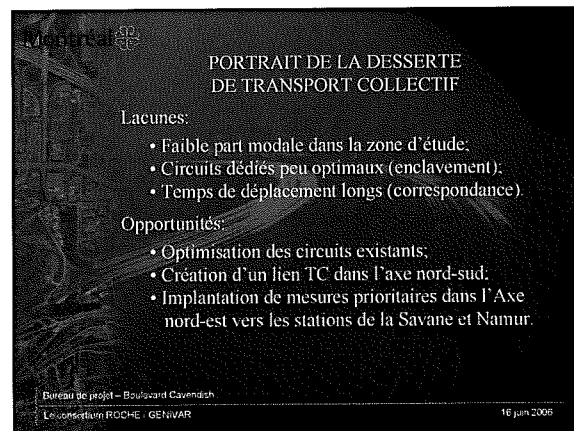 Montréal
PORTRAIT DE LA DESSERTE
DE TRANSPORT COLLECTIF
Lacunes:
• Faible part modale dans la zone d'étude;
• Circuits dédiés peu optimaux (enclavement);
• Temps de déplacement longs (correspondance).
Opportunités:
• Optimisation des circuits existants;
• Création d'un lien TC dans l'axe nord-sud;
• Implantation de mesures prioritaires dans l'Axe
nord-est vers les stations de la Savane et Namur.
Bureau de projet – Boulevard Cavendish
Le consortium ROCHE / GENIVAR
16 juin 2006